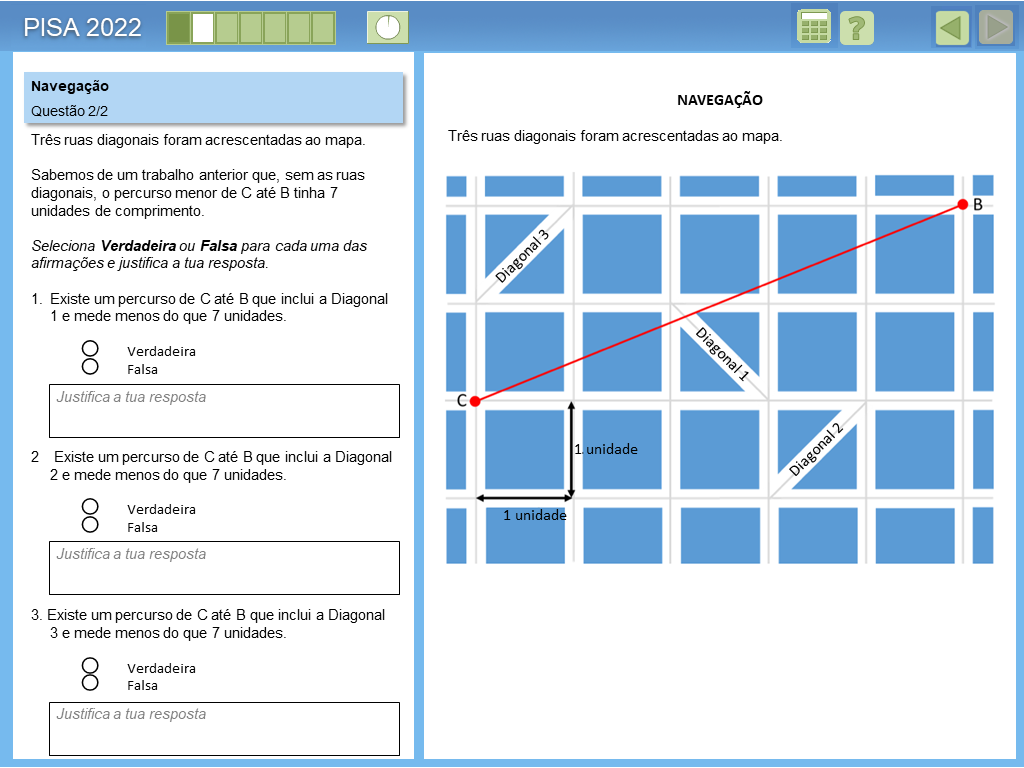 PISA 2022
?
Navegação
Questão 2/2
Três ruas diagonais foram acrescentadas ao mapa.
Sabemos de um trabalho anterior que, sem as ruas
diagonais, o percurso menor de C até B tinha 7
unidades de comprimento.
Seleciona Verdadeira ou Falsa para cada uma das
afirmações e justifica a tua resposta.
1. Existe um percurso de C até B que inclui a Diagonal
1 e mede menos do que 7 unidades.
Verdadeira
Falsa
Justifica a tua resposta
2 Existe um percurso de C até B que inclui a Diagonal
2 e mede menos do que 7 unidades.
Verdadeira
Falsa
Justifica a tua resposta
3. Existe um percurso de C até B que inclui a Diagonal
3 e mede menos do que 7 unidades.
Verdadeira
Falsa
Justifica a tua resposta
NAVEGAÇÃO
Três ruas diagonais foram acrescentadas ao mapa.
B
Diagonal 3
Diagonal 1
C
Diagonal 2
1 unidade
1 unidade